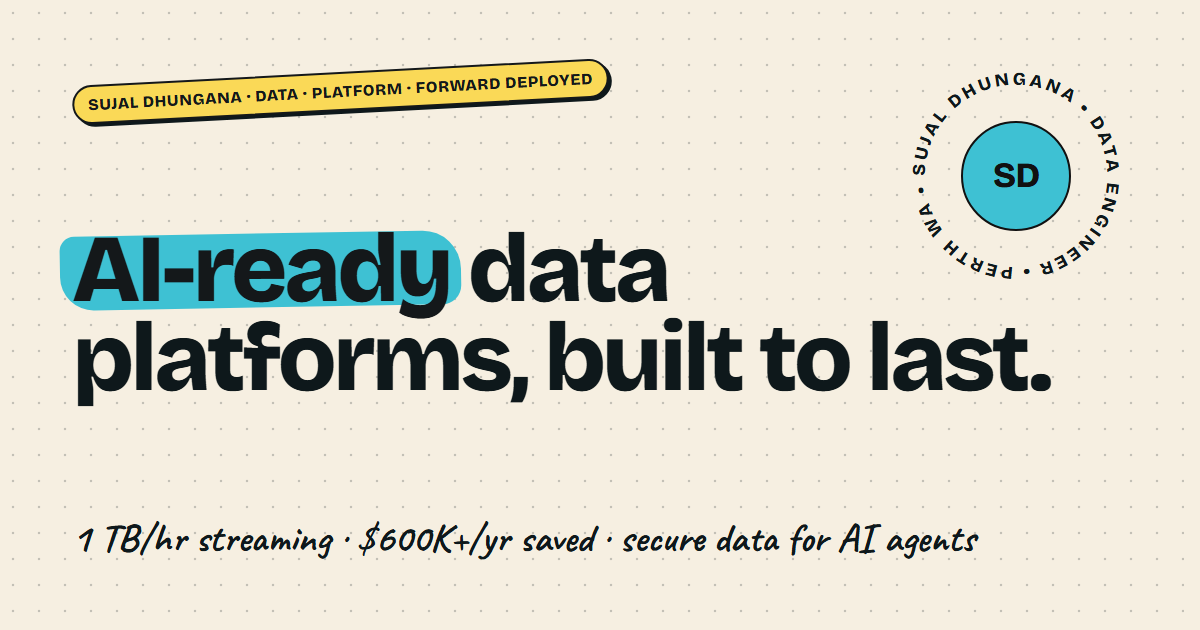 SUJAL DHUNGANA · DATA · PLATFORM · FORWARD DEPLOYED
SUJAL DHUNGANA • DATA ENGINEER • PERTH WA •
SD
AI-ready data
platforms, built to last.
1 TB/hr streaming · $600K+/yr saved · secure data for AI agents